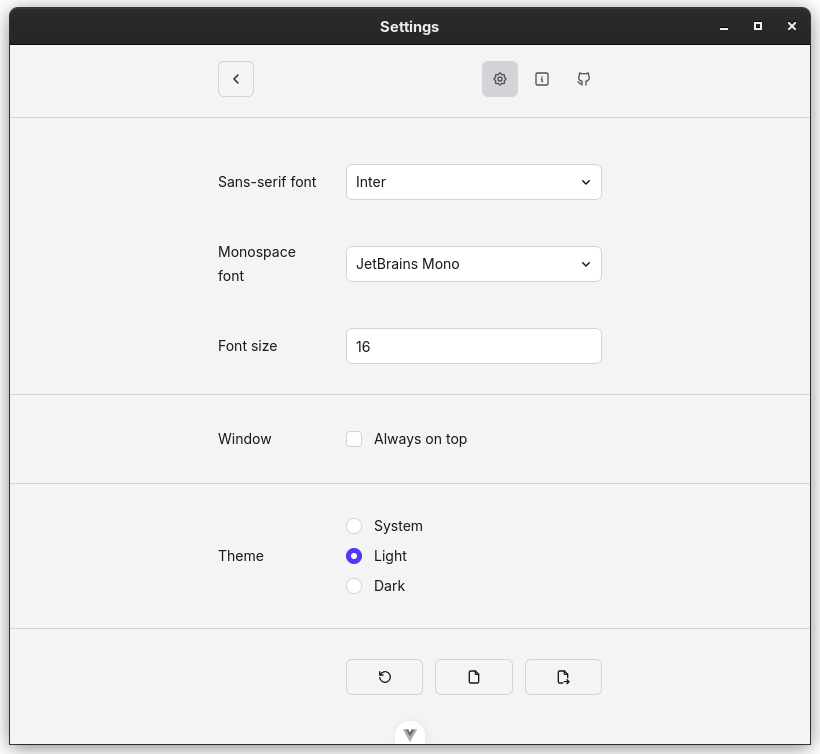 Settings
Sans-serif font
Inter
Monospace
font
JetBrains Mono
Font size
16
Window
Always on top
System
Theme
Light
Dark